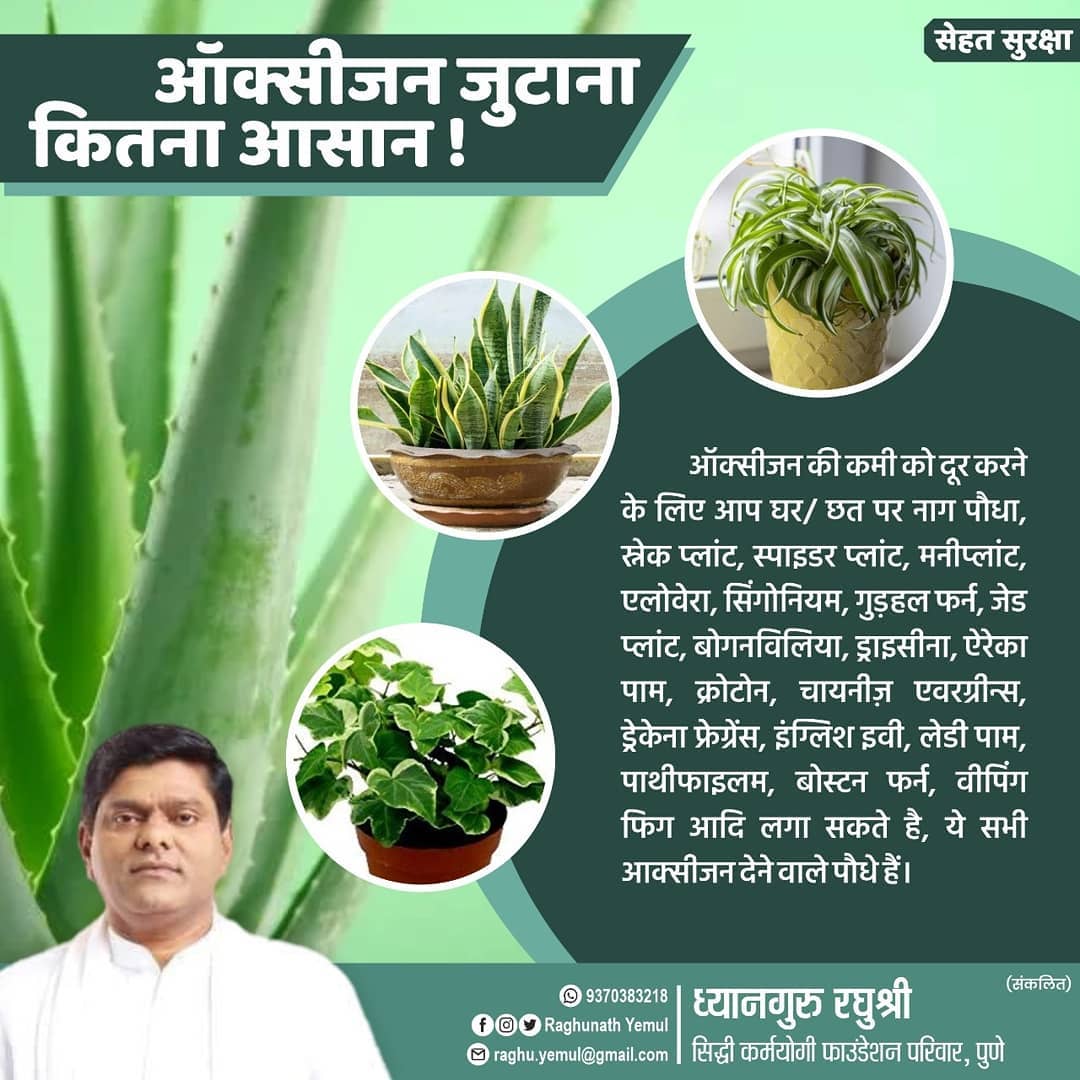 सेहत सुरक्षा
ऑक्सीजन जुटाना
कितना आसान !
ऑक्सीजन की कमी को दूर करने
के लिए आप घर/ छत पर नाग पौधा,
स्नेक प्लांट, स्पाइडर प्लांट, मनीप्लांट,
एलोवेरा, सिंगोनियम, गुड़हल फर्न, जेड
प्लांट, बोगनविलिया, ड्राइसीना, ऐरेका
पाम, क्रोटोन, चायनीज़ एवरग्रीन्स,
ड्रेकेना फ्रेग्रेंस, इंग्लिश इवी, लेडी पाम,
पाथीफाइलम, बोस्टन फर्न, वीपिंग
फिग आदि लगा सकते है, ये सभी
आक्सीजन देने वाले पौधे हैं।
(संकलित)
9370383218
Raghunath Yemul
raghu.yemul@gmail.com
ध्यानगुरु रघुश्री
सिद्धी कर्मयोगी फाउंडेशन परिवार, पुणे